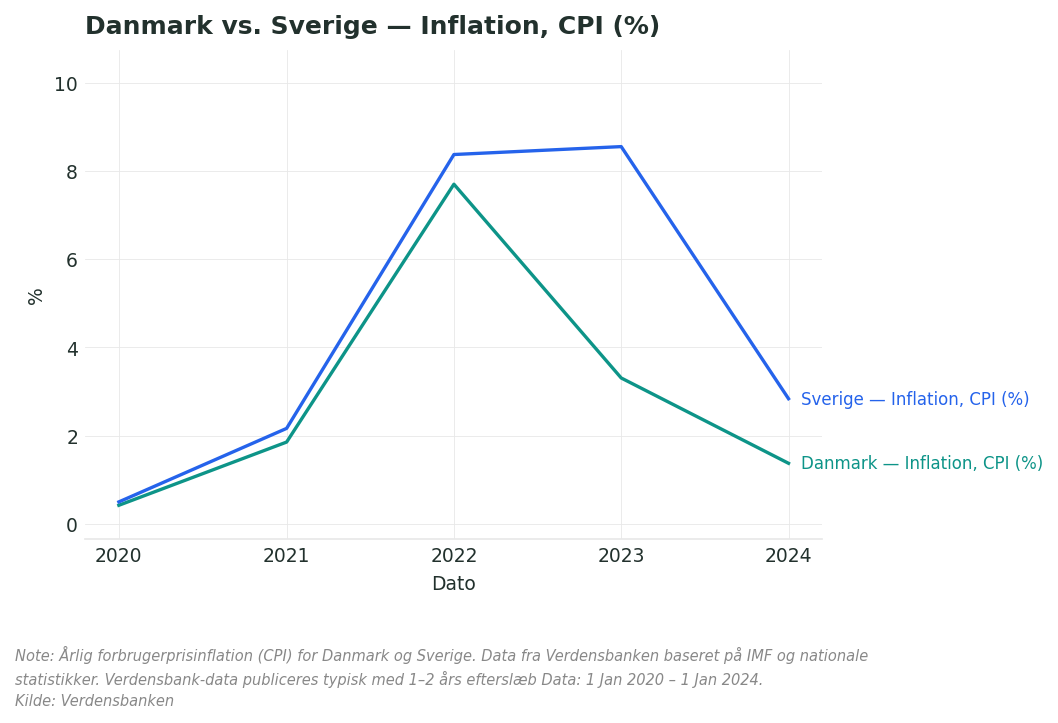 Danmark vs. Sverige — Inflation, CPI (%)
10
8
6
4
2
0
%
Sverige — Inflation, CPI (%)
Danmark — Inflation, CPI (%)
2020 2021 2022 2023 2024
Dato
Note: Årlig forbrugerprisinflation (CPI) for Danmark og Sverige. Data fra Verdensbanken baseret på IMF og nationale
statistikker. Verdensbank-data publiceres typisk med 1–2 års efterslæb Data: 1 Jan 2020 – 1 Jan 2024.
Kilde: Verdensbanken